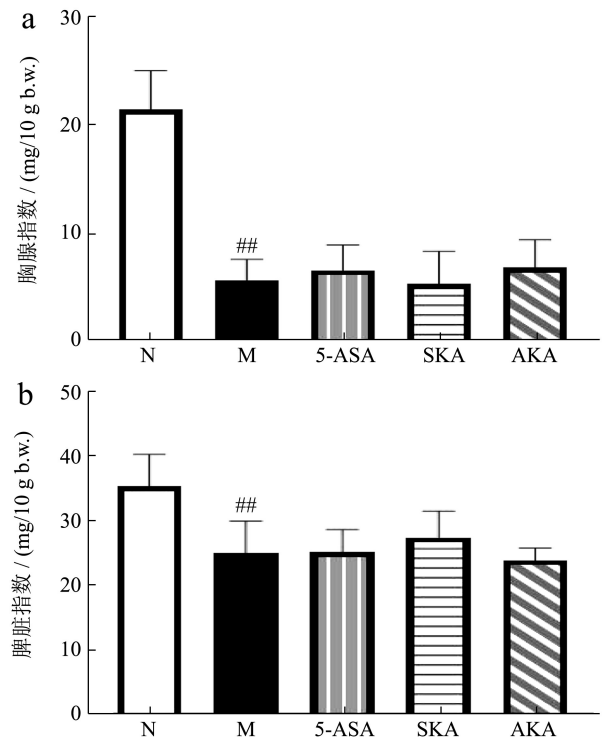 a
胸腺指数 / (mg/10 g b.w.)
30
20
10
0
##
N M 5-ASA SKA AKA
b
脾脏指数 / (mg/10 g b.w.)
50
40
30
20
10
0
##
N M 5-ASA SKA AKA